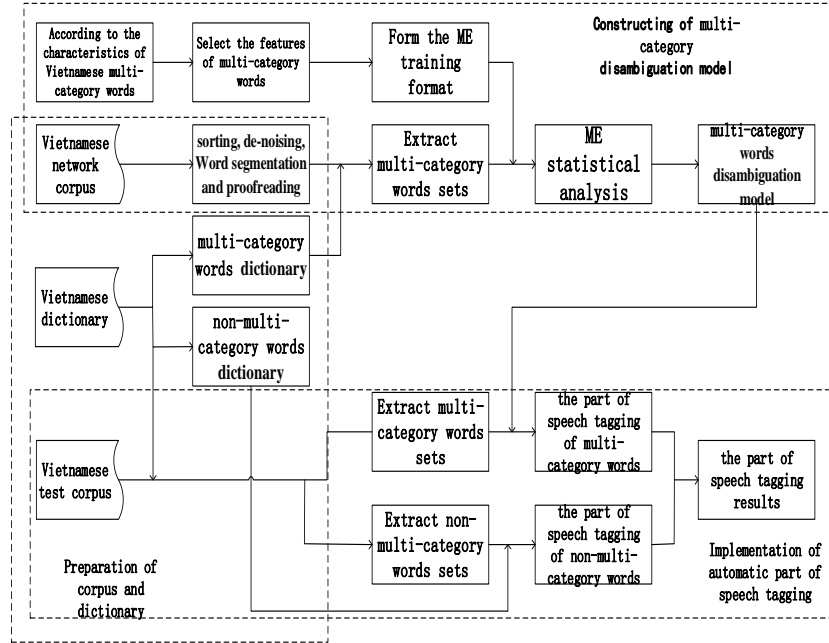 According to the
characteristics of
Vietnamese multi-
category words
Select the features
of multi-category
words
Form the ME
training
format
Constructing of multi-
category
disambiguation model
Vietnamese
network
corpus
sorting, de-noising,
Word segmentation
and proofreading
Extract
multi-category
words sets
ME
statistical
analysis
multi-category
words
disambiguation
model
Vietnamese
dictionary
multi-category
words dictionary
non-multi-
category words
dictionary
Vietnamese
test corpus
Extract multi-
category words
sets
the part of
speech tagging
of multi-
category words
the part of
speech tagging
results
Extract non-
multi-category
words sets
the part of
speech tagging
of non-multi-
category words
Preparation of
corpus and
dictionary
Implementation of
automatic part of
speech tagging